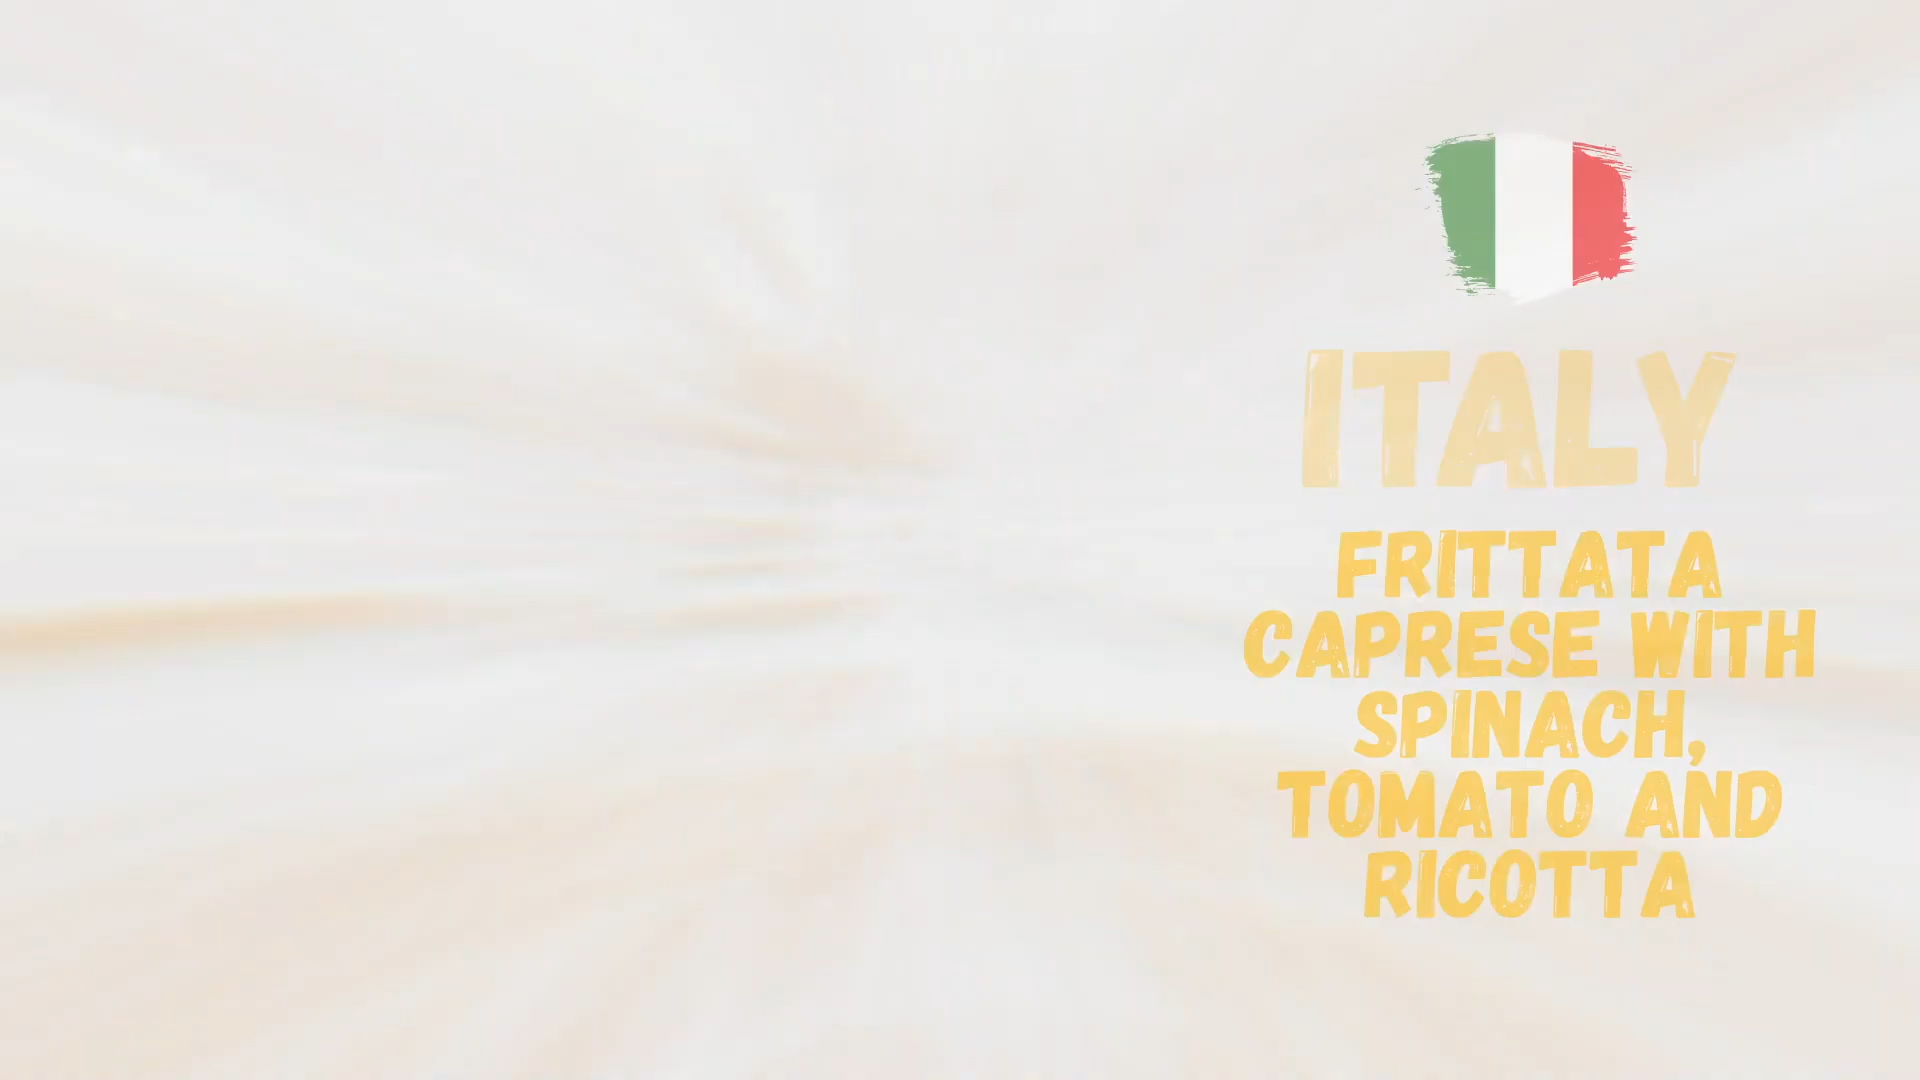 ITALY
FRITTATA
CAPRESE WITH
SPINACH,
TOMATO AND
RICOTTA